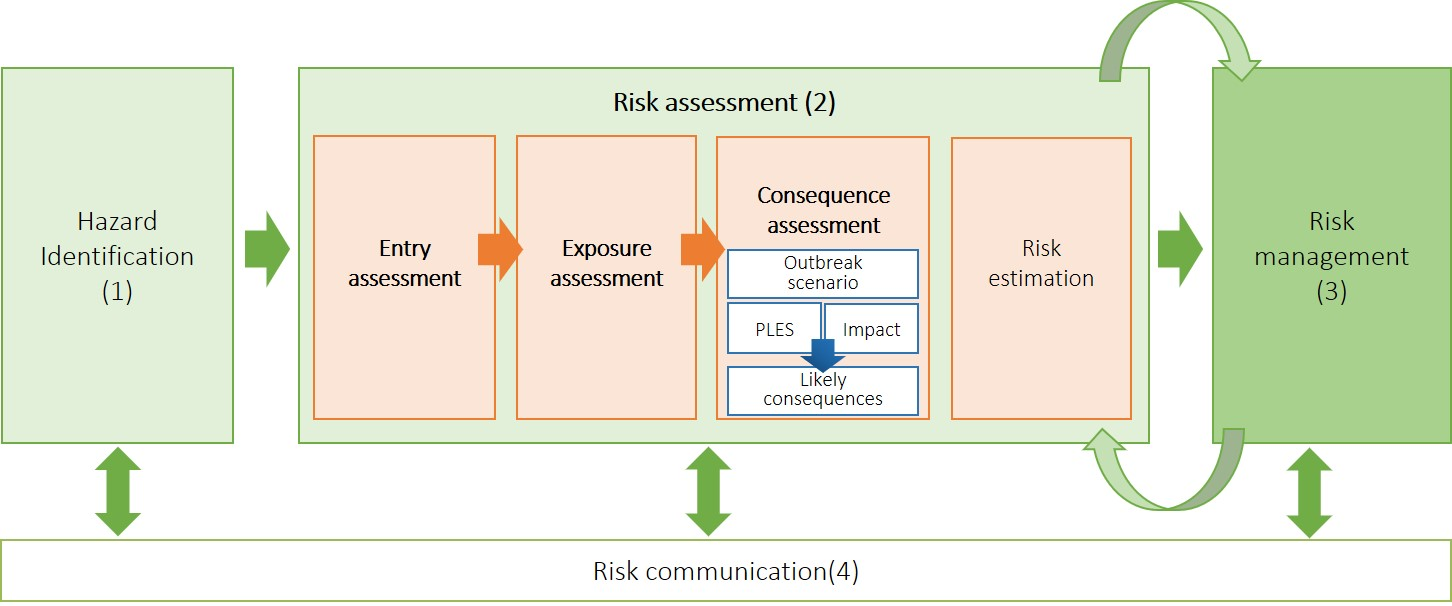 Hazard
Identification
(1)
Risk assessment (2)
Entry
assessment
Exposure
assessment
Consequence
assessment
Outbreak
scenario
PLES
Impact
Likely
consequences
Risk
estimation
Risk
management
(3)
Risk communication(4)